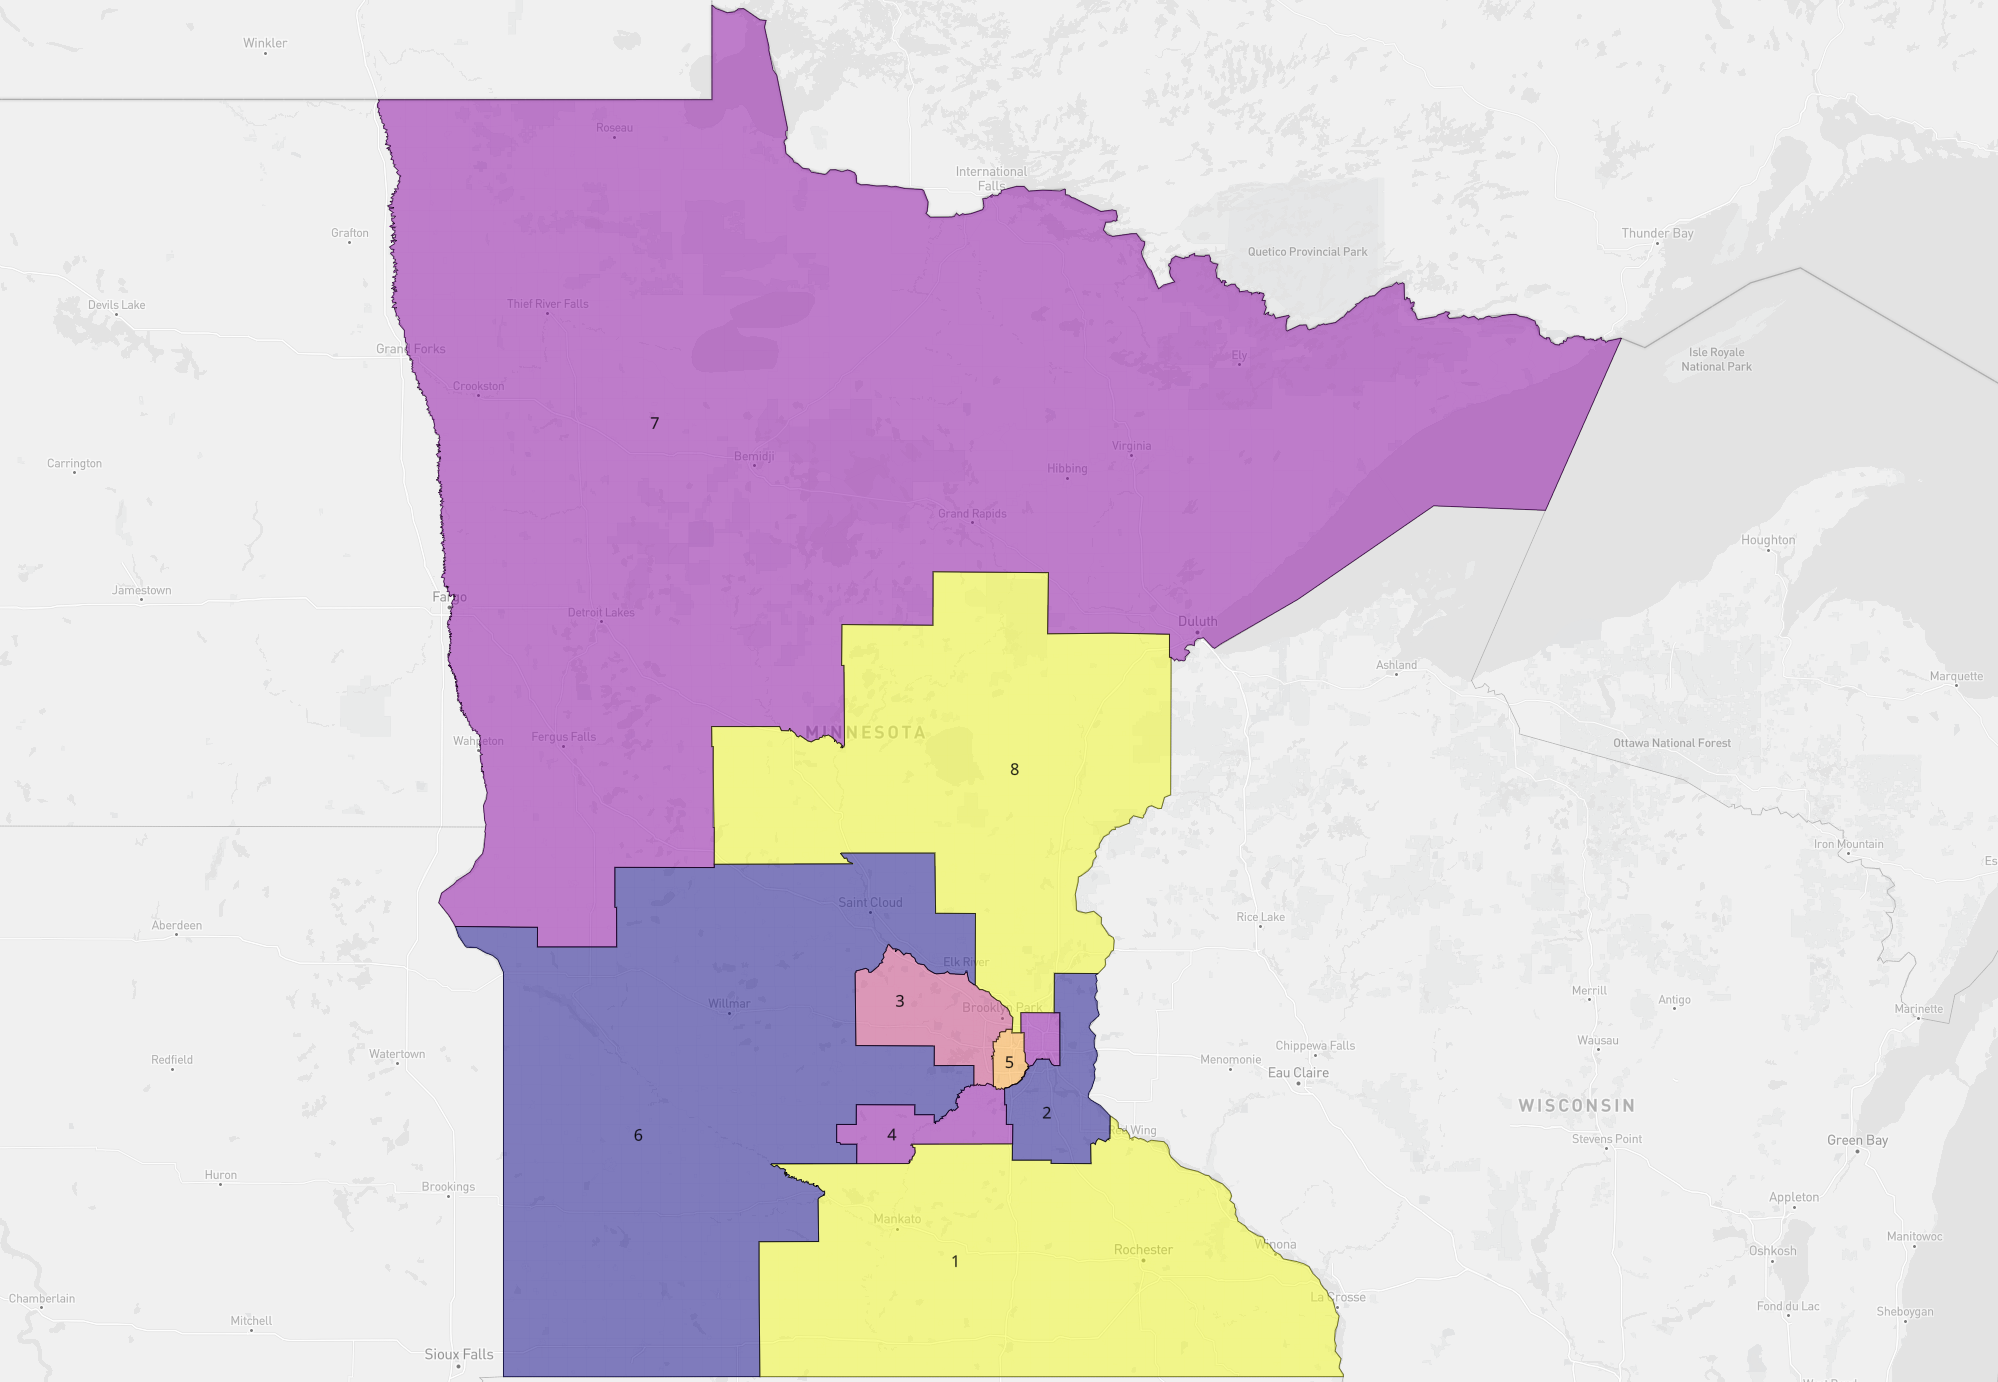 Winkler
Roseau
International
Falls
Thunder Bay
Grafton
Quetico Provincial Park
Devils Lake
Thief River Falls
Grand Forks
Isle Royale
National Park
Ely
Crookston
7
Virginia
Bemidji
Hibbing
Carrington
Grand Rapids
Houghton
Jamestown
Fargo
Detroit Lakes
Duluth
Ashland
Marquette
MINNESOTA
Fergus Falls
Wahpeton
Ottawa National Forest
8
Iron Mountain
Es
Saint Cloud
Rice Lake
Aberdeen
Elk River
Merrill
Antigo
3
Willmar
Brooklyn Park
Marinette
Chippewa Falls
Wausau
Watertown
Redfield
Menomonie
5
Eau Claire
WISCONSIN
2
Red Wing
6
4
Stevens Point
Green Bay
Huron
Brookings
Appleton
Mankato
Manitowoc
Winona
Rochester
Oshkosh
1
Chamberlain
La Crosse
Fond du Lac
Sheboygan
Mitchell
Sioux Falls